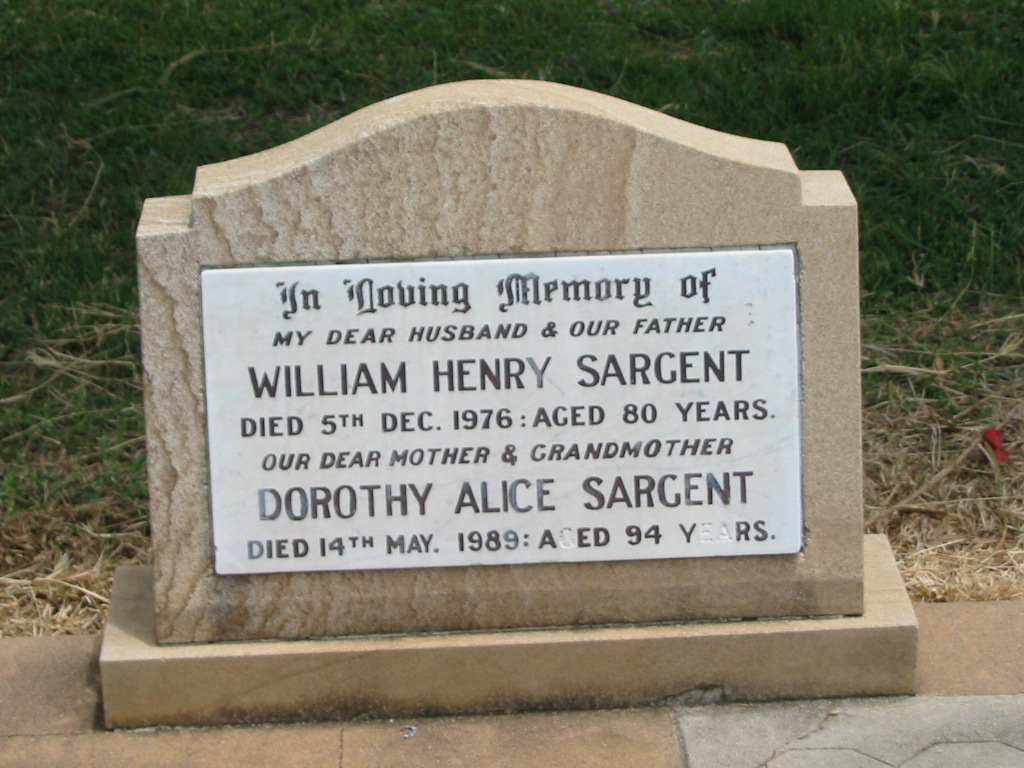 In Loving Memory of
MY DEAR HUSBAND & OUR FATHER
WILLIAM HENRY SARGENT
DIED 5TH DEC. 1976: AGED 80 YEARS.
OUR DEAR MOTHER & GRANDMOTHER
DOROTHY ALICE SARGENT
DIED 14TH MAY. 1989: AGED 94 YEARS.